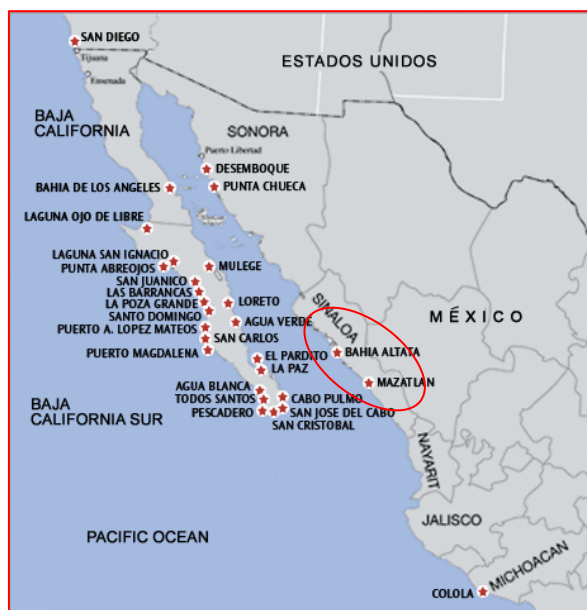 SAN DIEGO
Tijuana
Ensenada
ESTADOS UNIDOS
BAJA
CALIFORNIA
SONORA
Puerto Libertad
DESEMBOQUE
BAHIA DE LOS ANGELES
PUNTA CHUECA
LAGUNA OJO DE LIBRE
LAGUNA SAN IGNACIO
PUNTA ABREOJOS
MULEGE
SAN JUANICO
LAS BARRANCAS
LA POZA GRANDE
LORETO
SANTO DOMINGO
AGUA VERDE
PUERTO A. LOPEZ MATEOS
SAN CARLOS
PUERTO MAGDALENA
SINALOA
MÉXICO
BAHIA ALTATA
EL PARDITO
LA PAZ
MAZATLAN
AGUA BLANCA
TODOS SANTOS
CABO PULMO
PESCADERO
SAN JOSE DEL CABO
SAN CRISTOBAL
BAJA
CALIFORNIA SUR
NAYARIT
JALISCO
PACIFIC OCEAN
MICHOACAN
COLOLA